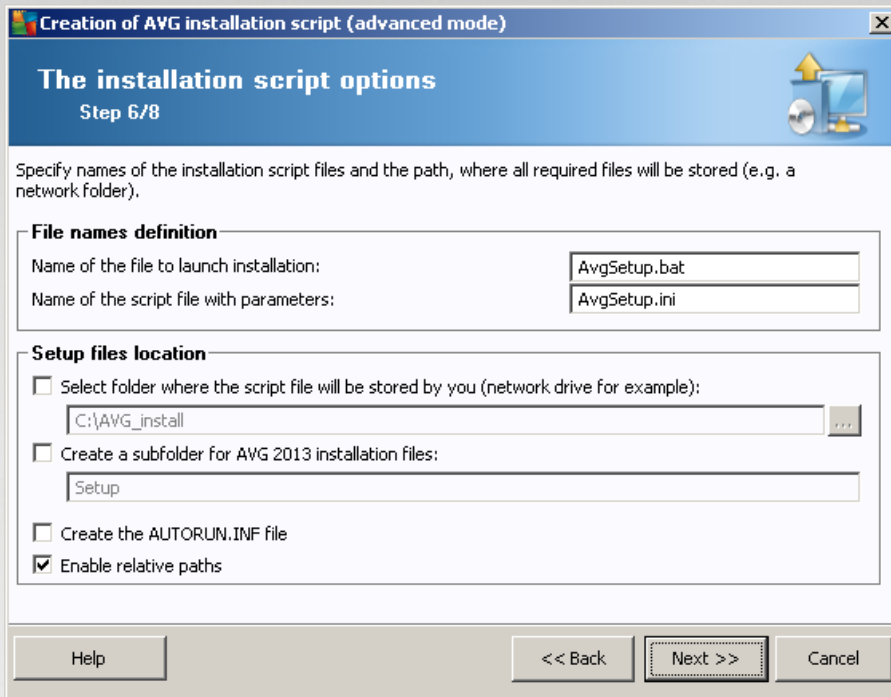 Creation of AVG installation script (advanced mode)
The installation script options
Step 6/8
Specify names of the installation script files and the path, where all required files will be stored (e.g. a
network folder).
File names definition
Name of the file to launch installation:
AvgSetup.bat
Name of the script file with parameters:
AvgSetup.ini
Setup files location
Select folder where the script file will be stored by you (network drive for example):
C:\AVG_install
...
Create a subfolder for AVG 2013 installation files:
Setup
Create the AUTORUN.INF file
Enable relative paths
Help
<< Back
Next >>
Cancel